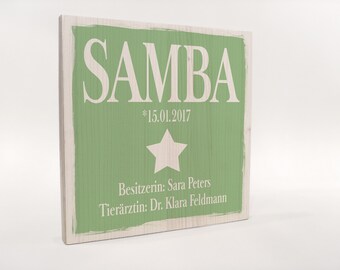 SAMBA
*15.01.2017
Besitzerin: Sara Peters
Tierärztin: Dr. Klara Feldmann